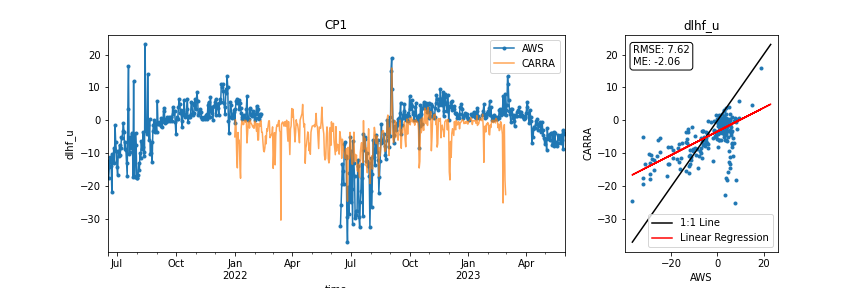 CP1
dlhf_u
20
10
0
−10
−20
−30
dlhf_u
AWS
CARRA
Jul
Oct
Jan
2022
Apr
Jul
Oct
Jan
2023
Apr
dlhf_u
RMSE: 7.62
ME: -2.06
20
10
0
−10
−20
−30
CARRA
1:1 Line
Linear Regression
−20
0
20
AWS